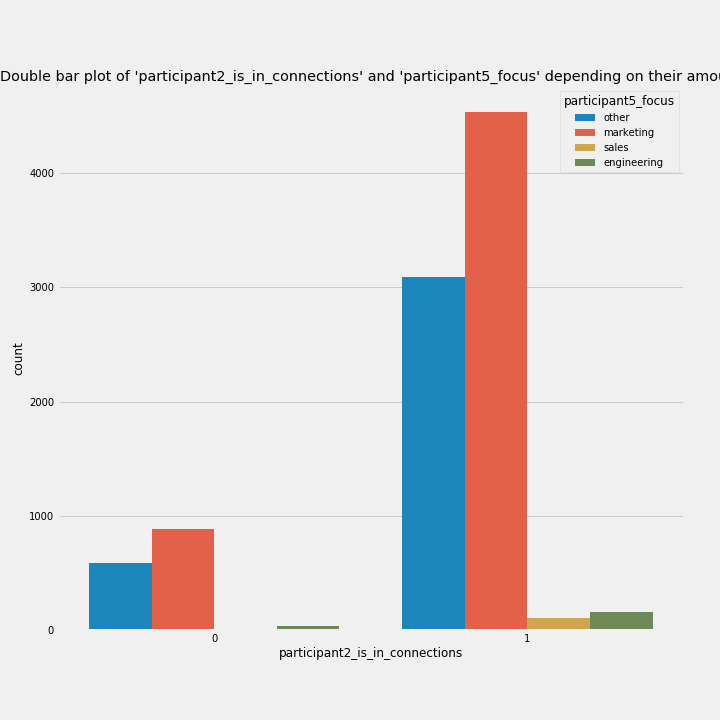 Double bar plot of 'participant2_is_in_connections' and 'participant5_focus' depending on their
participant5_focus
other
marketing
sales
engineering
4000
3000
2000
1000
0
count
0 1
participant2_is_in_connections